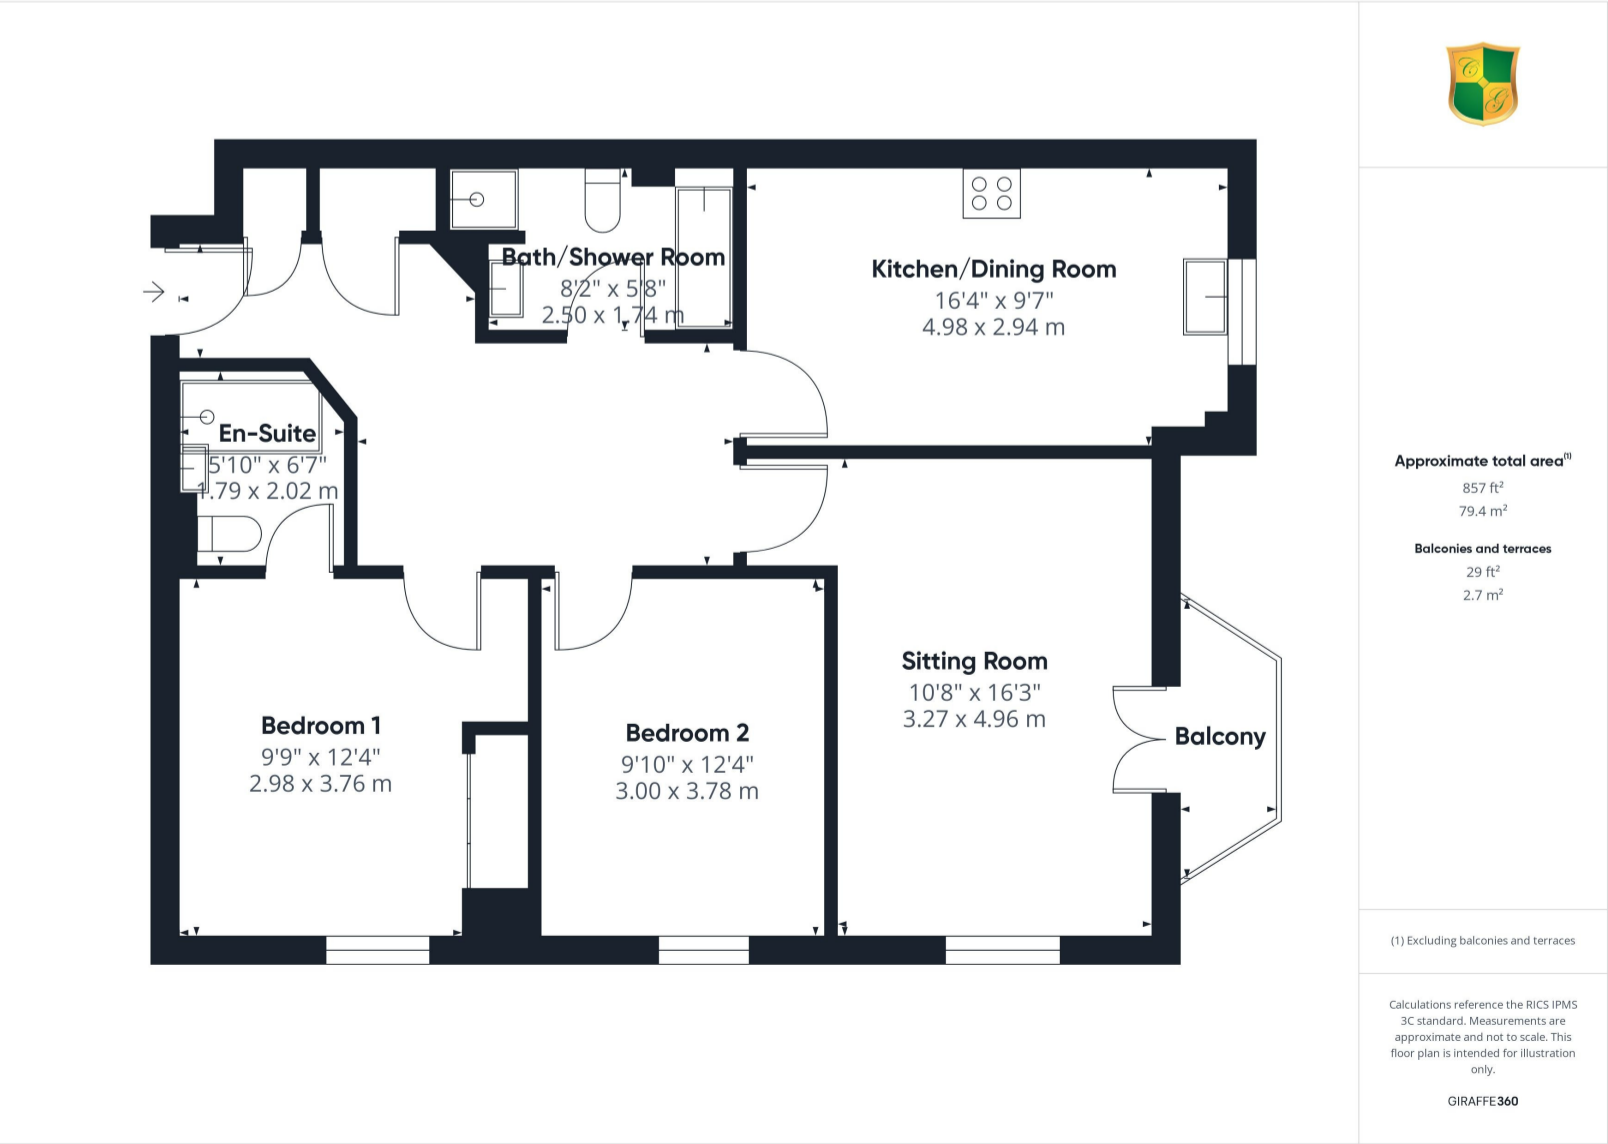 Bath/Shower Room
8'2" x 5'8"
2.50 x 1.74 m
Kitchen/Dining Room
16'4" x 9'7"
4.98 x 2.94 m
En-Suite
5'10" x 6'7"
1.79 x 2.02 m
Sitting Room
10'8" x 16'3"
3.27 x 4.96 m
Bedroom 1
9'9" x 12'4"
2.98 x 3.76 m
Bedroom 2
9'10" x 12'4"
3.00 x 3.78 m
Balcony
C
G
Approximate total area(1)
857 ft²
79.4 m²
Balconies and terraces
29 ft²
2.7 m²
(1) Excluding balconies and terraces
Calculations reference the RICS IPMS
3C standard. Measurements are
approximate and not to scale. This
floor plan is intended for illustration
only.
GIRAFFE360